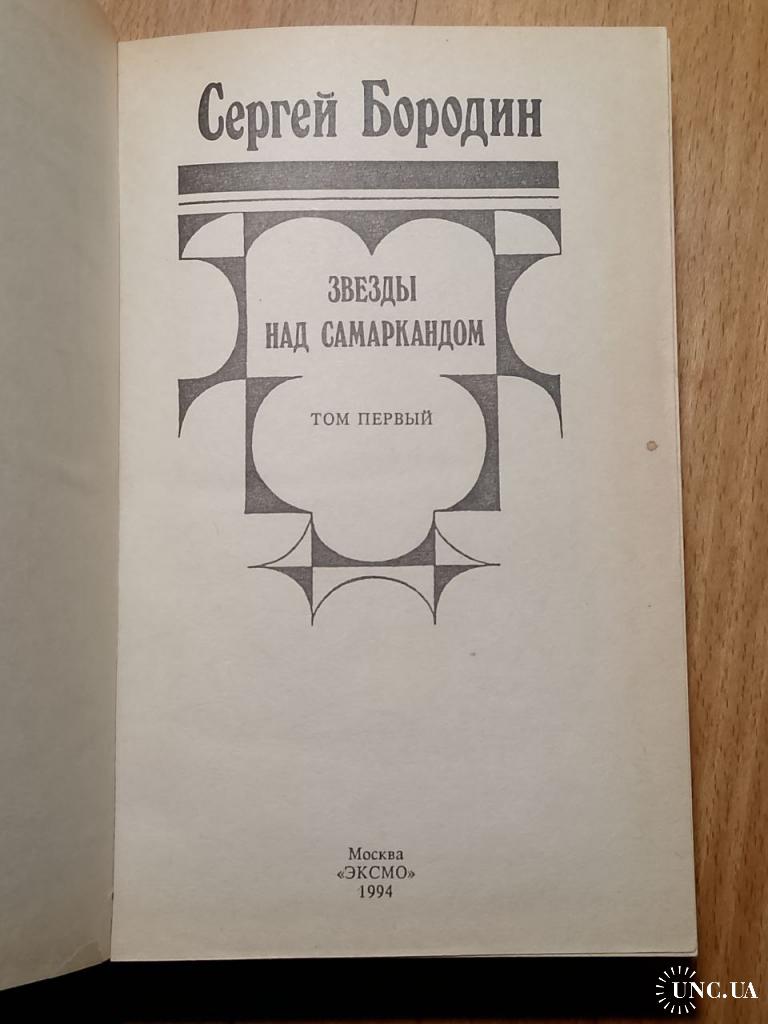 Сергей Бородин
ЗВЕЗДЫ
НАД САМАРКАНДОМ
ТОМ ПЕРВЫЙ
Москва
«ЭКСМО»
1994
UNC.UA